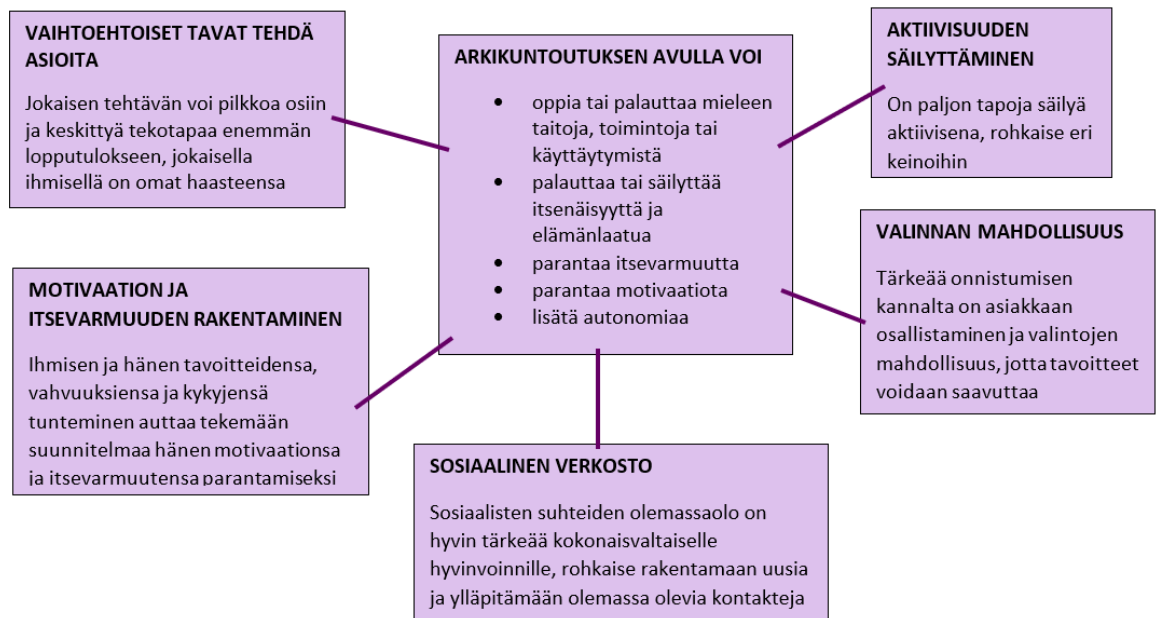 VAIHTOEHTOISET TAVAT TEHDÄ
ASIOITA
Jokaisen tehtävän voi pilkkoa osiin
ja keskittyä tekotapaa enemmän
lopputulokseen, jokaisella
ihmisellä on omat haasteensa
ARKIKUNTOUTUKSEN AVULLA VOI
• oppia tai palauttaa mieleen
taitoja, toimintoja tai
käyttäytymistä
• palauttaa tai säilyttää
itsenäisyyttä ja
elämänlaatua
• parantaa itsevarmuutta
• parantaa motivaatiota
• lisätä autonomiaa
AKTIIVISUUDEN
SÄILYTTÄMINEN
On paljon tapoja säilyä
aktiivisena, rohkaise eri
keinoihin
VALINNAN MAHDOLLISUUS
Tärkeää onnistumisen
kannalta on asiakkaan
osallistaminen ja valintojen
mahdollisuus, jotta tavoitteet
voidaan saavuttaa
MOTIVAATION JA
ITSEVARMUUDEN RAKENTAMINEN
Ihmisen ja hänen tavoitteidensa,
vahvuuksiensa ja kykyjensä
tunteminen auttaa tekemään
suunnitelmaa hänen motivaationsa
ja itsevarmuutensa parantamiseksi
SOSIAALINEN VERKOSTO
Sosiaalisten suhteiden olemassaolo on
hyvin tärkeää kokonaisvaltaiselle
hyvinvoinnille, rohkaise rakentamaan uusia
ja ylläpitämään olemassa olevia kontakteja